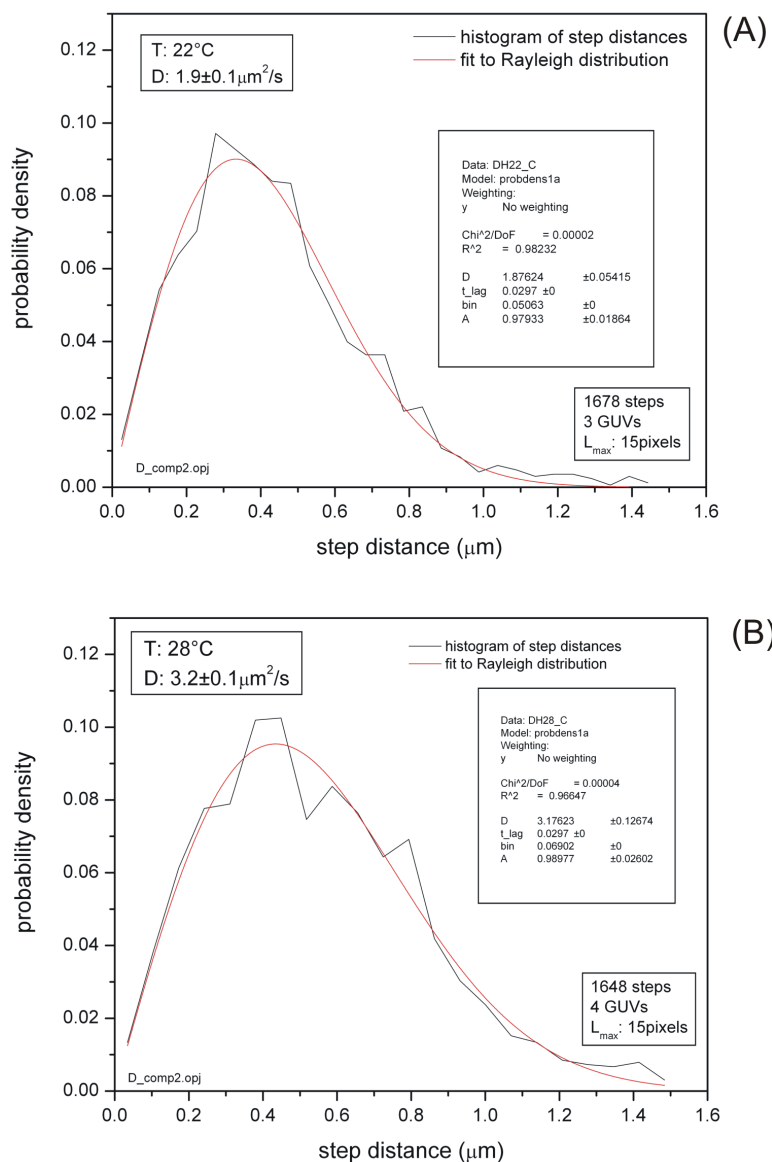 (A)
0.13
0.12
0.10
0.08
0.06
0.04
0.02
0.00
probability density
T: 22°C
D: 1.9±0.1μm²/s
histogram of step distances
fit to Rayleigh distribution
Data: DH22_C
Model: probdens1a
Weighting:
y No weighting
Chi^2/DoF = 0.00002
R^2 = 0.98232
D 1.87624 ±0.05415
t_lag 0.0297 ±0
bin 0.05063 ±0
A 0.97933 ±0.01864
1678 steps
3 GUVs
Lmax: 15pixels
D_comp2.opj
0.0 0.2 0.4 0.6 0.8 1.0 1.2 1.4 1.6
step distance (μm)
(B)
0.12
0.10
0.08
0.06
0.04
0.02
0.00
probability density
T: 28°C
D: 3.2±0.1μm²/s
histogram of step distances
fit to Rayleigh distribution
Data: DH28_C
Model: probdens1a
Weighting:
y No weighting
Chi^2/DoF = 0.00004
R^2 = 0.96647
D 3.17623 ±0.12674
t_lag 0.0297 ±0
bin 0.06902 ±0
A 0.98977 ±0.02602
1648 steps
4 GUVs
Lmax: 15pixels
D_comp2.opj
0.0 0.2 0.4 0.6 0.8 1.0 1.2 1.4 1.6
step distance (μm)